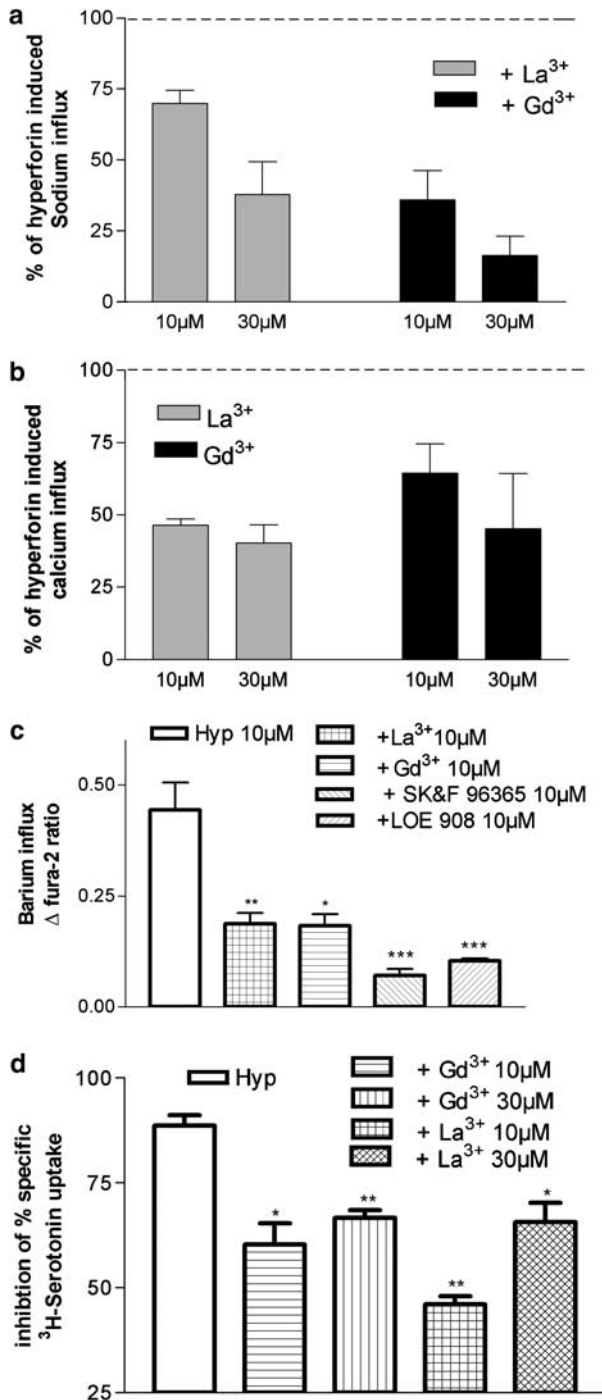 a
% of hyperforin induced
Sodium influx
100
75
50
25
0
+ La³⁺
+ Gd³⁺
10µM
30µM
10µM
30µM
b
% of hyperforin induced
calcium influx
100
75
50
25
0
La³⁺
Gd³⁺
10µM
30µM
10µM
30µM
c
Barium influx
Δ fura-2 ratio
0.50
0.25
0.00
Hyp 10µM
+La³⁺10µM
+Gd³⁺ 10µM
+ SK&F 96365 10µM
+LOE 908 10µM
**
*
***
***
d
inhibtion of % specific
³H-Serotonin uptake
100
75
50
25
Hyp
+ Gd³⁺ 10µM
+ Gd³⁺ 30µM
+ La³⁺ 10µM
+ La³⁺ 30µM
*
**
**
*